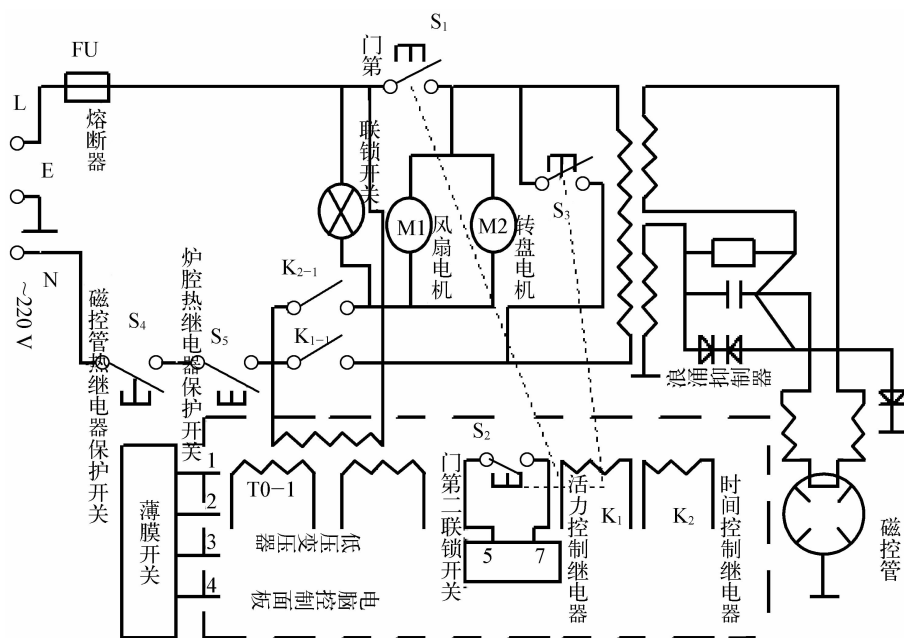 S₁
FU
门第
L
熔断器
联锁开关
E
S₃
M1
风扇电机
M2
转盘电机
N
~220 V
炉腔热继电器保护开关
K₂₋₁
磁控管热继电器保护开关
S₄
S₅
K₁₋₁
浪涌抑制器
S₂
1
T0-1
门第二联锁开关
活力控制继电器
K₁
K₂
时间控制继电器
2
薄膜开关
3
低压变压器
5
7
磁控管
4
电脑控制面板